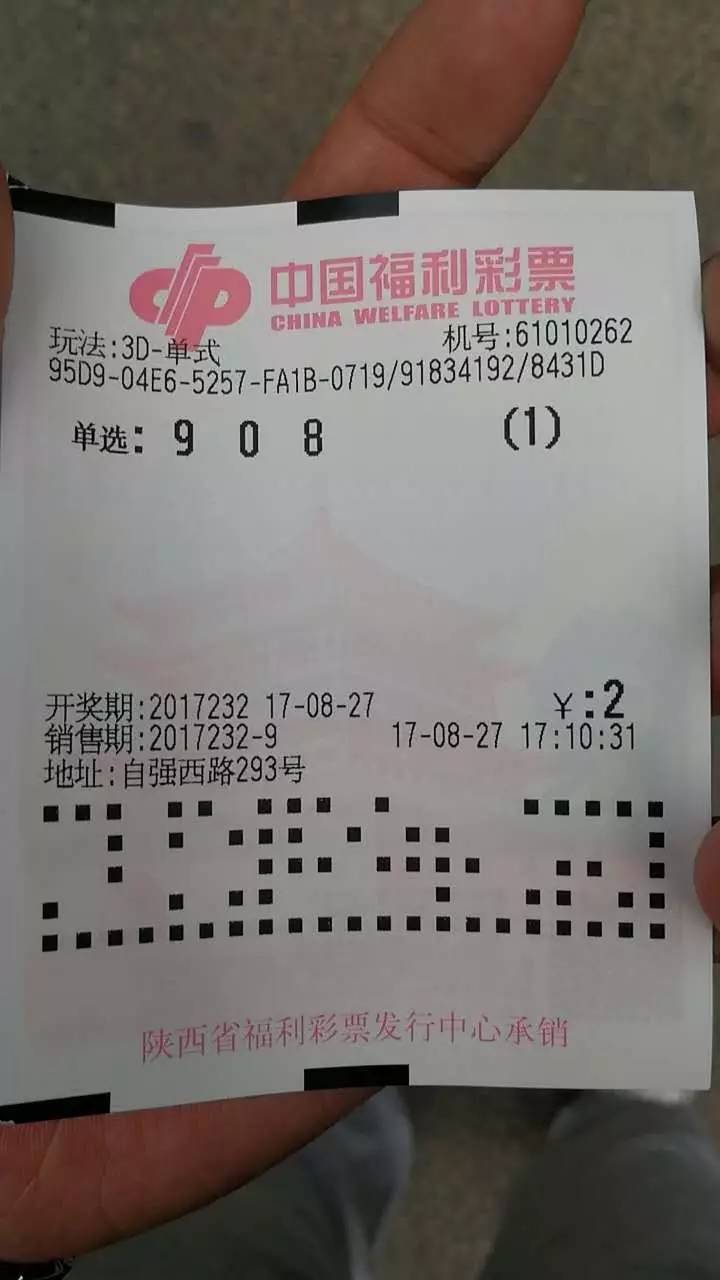 中国福利彩票
CHINA WELFARE LOTTERY
玩法:3D-单式 机号:61010262
95D9-04E6-5257-FA1B-0719/91834192/8431D
单选: 9 0 8 (1)
开奖期:2017232 17-08-27 ¥:2
销售期:2017232-9 17-08-27 17:10:31
地址:自强西路293号
陕西省福利彩票发行中心承销